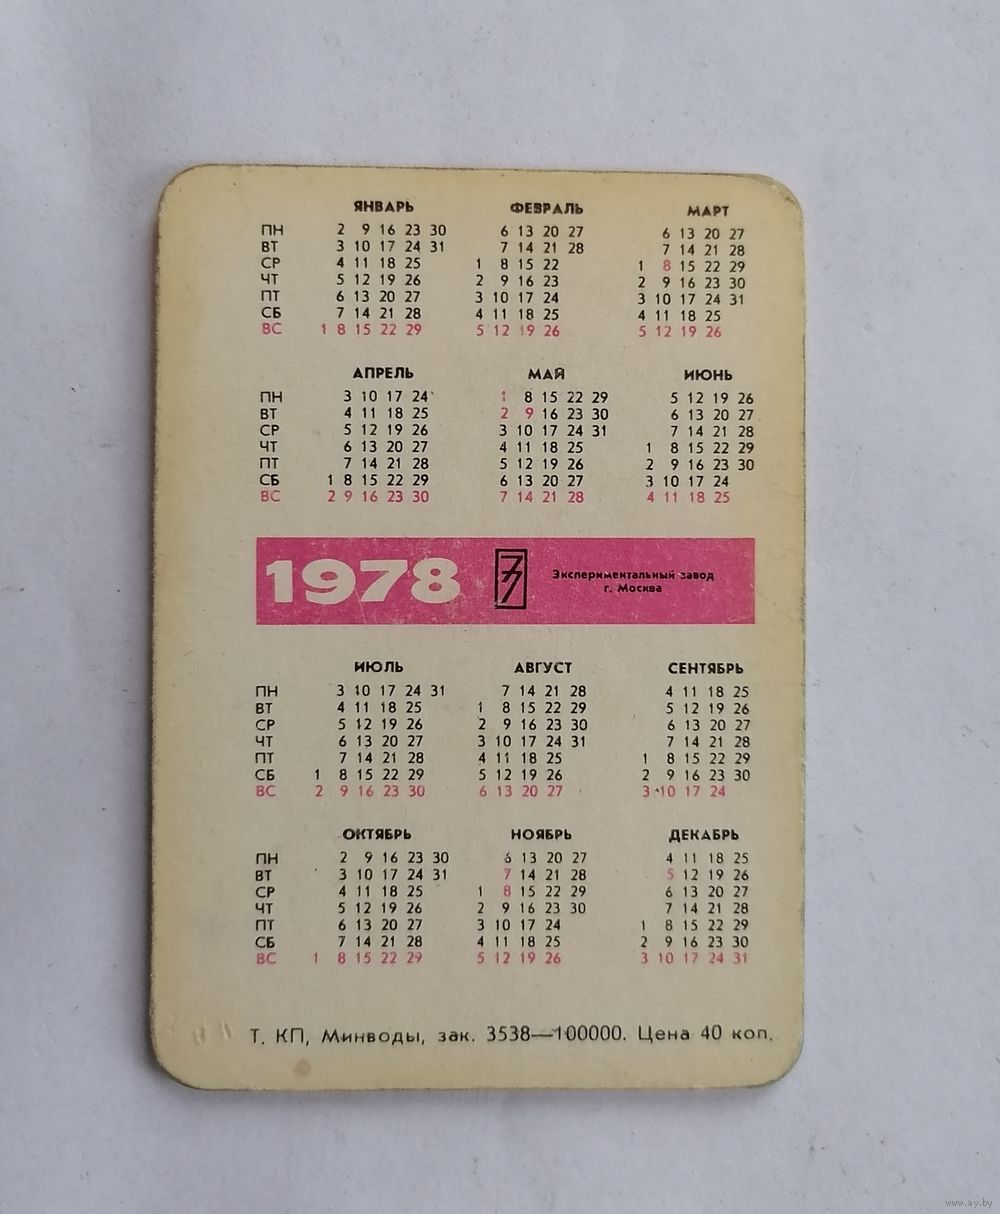 ЯНВАРЬ ФЕВРАЛЬ МАРТ
ПН 2 9 16 23 30 6 13 20 27 6 13 20 27
ВТ 3 10 17 24 31 7 14 21 28 7 14 21 28
СР 4 11 18 25 1 8 15 22 1 8 15 22 29
ЧТ 5 12 19 26 2 9 16 23 2 9 16 23 30
ПТ 6 13 20 27 3 10 17 24 3 10 17 24 31
СБ 7 14 21 28 4 11 18 25 4 11 18 25
ВС 1 8 15 22 29 5 12 19 26 5 12 19 26
АПРЕЛЬ МАЙ ИЮНЬ
ПН 3 10 17 24 1 8 15 22 29 5 12 19 26
ВТ 4 11 18 25 2 9 16 23 30 6 13 20 27
СР 5 12 19 26 3 10 17 24 31 7 14 21 28
ЧТ 6 13 20 27 4 11 18 25 1 8 15 22 29
ПТ 7 14 21 28 5 12 19 26 2 9 16 23 30
СБ 1 8 15 22 29 6 13 20 27 3 10 17 24
ВС 2 9 16 23 30 7 14 21 28 4 11 18 25
1978
Экспериментальный завод
г. Москва
ИЮЛЬ АВГУСТ СЕНТЯБРЬ
ПН 3 10 17 24 31 7 14 21 28 4 11 18 25
ВТ 4 11 18 25 1 8 15 22 29 5 12 19 26
СР 5 12 19 26 2 9 16 23 30 6 13 20 27
ЧТ 6 13 20 27 3 10 17 24 31 7 14 21 28
ПТ 7 14 21 28 4 11 18 25 1 8 15 22 29
СБ 1 8 15 22 29 5 12 19 26 2 9 16 23 30
ВС 2 9 16 23 30 6 13 20 27 3 10 17 24
ОКТЯБРЬ НОЯБРЬ ДЕКАБРЬ
ПН 2 9 16 23 30 6 13 20 27 4 11 18 25
ВТ 3 10 17 24 31 7 14 21 28 5 12 19 26
СР 4 11 18 25 1 8 15 22 29 6 13 20 27
ЧТ 5 12 19 26 2 9 16 23 30 7 14 21 28
ПТ 6 13 20 27 3 10 17 24 1 8 15 22 29
СБ 7 14 21 28 4 11 18 25 2 9 16 23 30
ВС 1 8 15 22 29 5 12 19 26 3 10 17 24 31
Т. КП, Минводы, зак. 3538—100000. Цена 40 коп.
www.ay.by